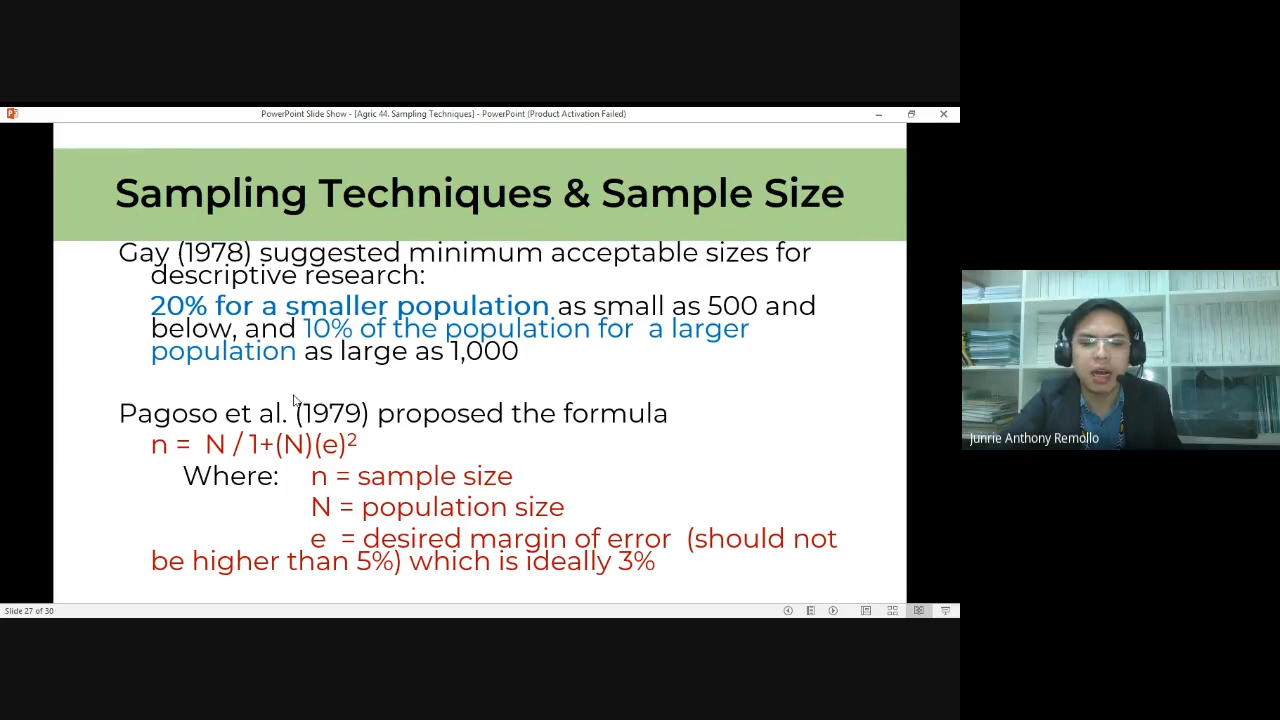 PowerPoint Slide Show - [Agric 44. Sampling Techniques] - PowerPoint (Product Activation Failed)
Sampling Techniques & Sample Size
Gay (1978) suggested minimum acceptable sizes for
descriptive research:
20% for a smaller population as small as 500 and
below, and 10% of the population for a larger
population as large as 1,000
Pagoso et al. (1979) proposed the formula
n = N / 1+(N)(e)²
Where: n = sample size
N = population size
e = desired margin of error (should not
be higher than 5%) which is ideally 3%
Slide 27 of 30
Junrie Anthony Remollo